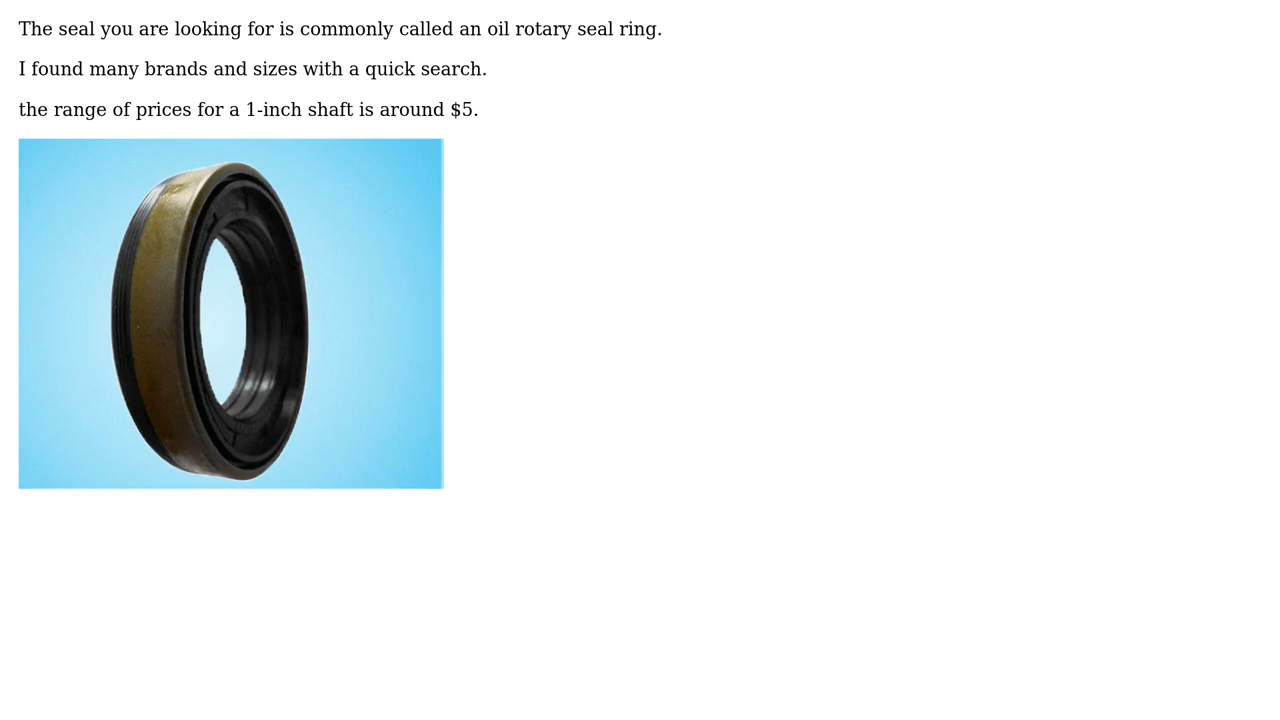 The seal you are looking for is commonly called an oil rotary seal ring.
I found many brands and sizes with a quick search.
the range of prices for a 1-inch shaft is around $5.